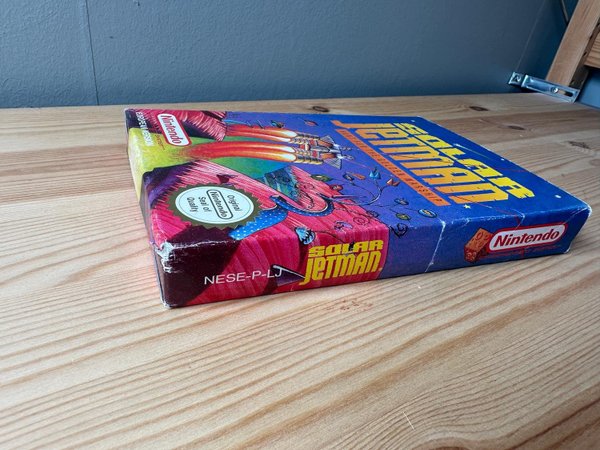 SOLAR
JETMAN
Nintendo
Original
Nintendo
Seal of
Quality
NESE-P-LJ
SOLAR
JETMAN
Nintendo